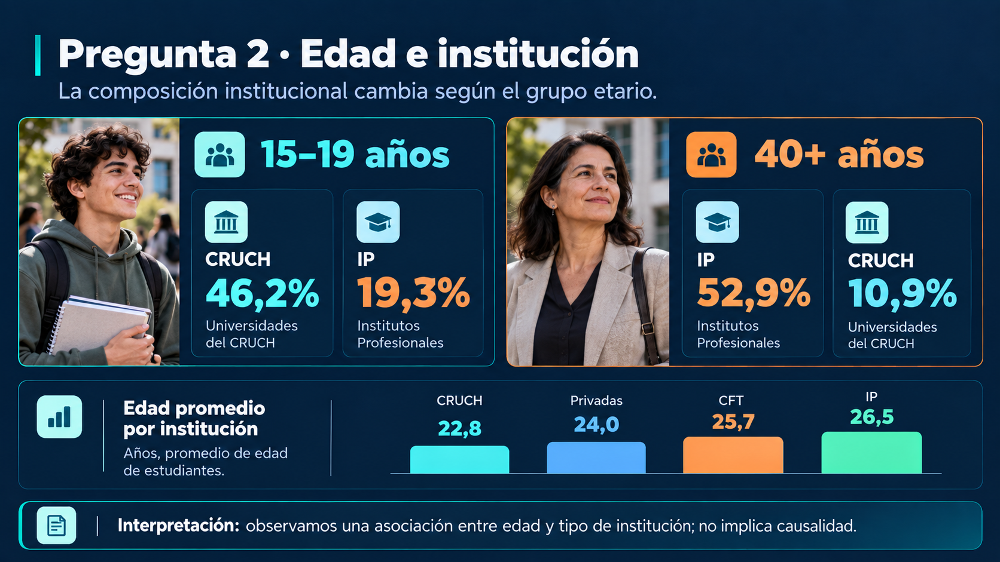 Pregunta 2 · Edad e institución
La composición institucional cambia según el grupo etario.
15–19 años
CRUCH
46,2%
Universidades
del CRUCH
IP
19,3%
Institutos
Profesionales
40+ años
IP
52,9%
Institutos
Profesionales
CRUCH
10,9%
Universidades
del CRUCH
Edad promedio
por institución
Años, promedio de edad
de estudiantes.
CRUCH
22,8
Privadas
24,0
CFT
25,7
IP
26,5
Interpretación: observamos una asociación entre edad y tipo de institución; no implica causalidad.